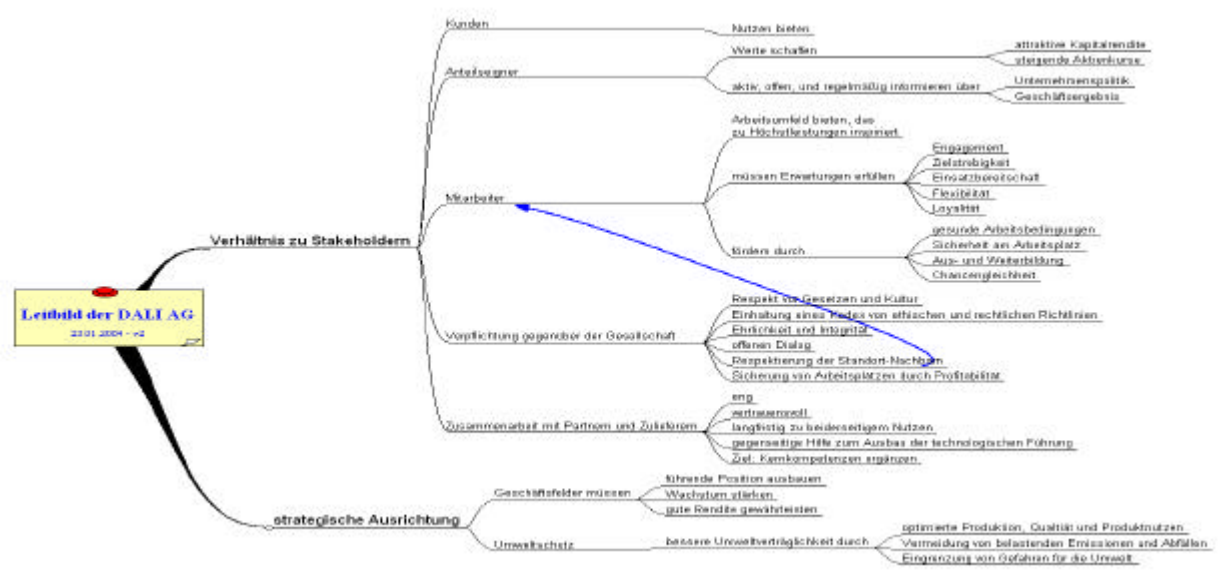 Kunden
Nutzen bieten
Anteilseigner
Werte schaffen
attraktive Kapitalrendite
steigende Aktienkurse
aktiv, offen, und regelmäßig informieren über
Unternehmenspolitik
Geschäftsergebnis
Mitarbeiter
Arbeitsumfeld bieten, das
zu Höchstleistungen inspiriert
müssen Erwartungen erfüllen
Engagement
Zielstrebigkeit
Einsatzbereitschaft
Flexibilität
Loyalität
fördern durch
gesunde Arbeitsbedingungen
Sicherheit am Arbeitsplatz
Aus- und Weiterbildung
Chancengleichheit
Verhältnis zu Stakeholdern
Leitbild der DALI AG
23.01.2004 - v2
Verpflichtung gegenüber der Gesellschaft
Respekt vor Gesetzen und Kultur
Einhaltung eines Kodex von ethischen und rechtlichen Richtlinien
Ehrlichkeit und Integrität
offenen Dialog
Respektierung der Standort-Nachbarn
Sicherung von Arbeitsplätzen durch Profitabilität
Zusammenarbeit mit Partnern und Zulieferern
eng
vertrauensvoll
langfristig zu beiderseitigem Nutzen
gegenseitige Hilfe zum Ausbau der technologischen Führung
Ziel: Kernkompetenzen ergänzen
strategische Ausrichtung
Geschäftsfelder müssen
führende Position ausbauen
Wachstum stärken
gute Rendite gewährleisten
Umweltschutz
bessere Umweltverträglichkeit durch
optimierte Produktion, Qualität und Produktnutzen
Vermeidung von belastenden Emissionen und Abfällen
Eingrenzung von Gefahren für die Umwelt